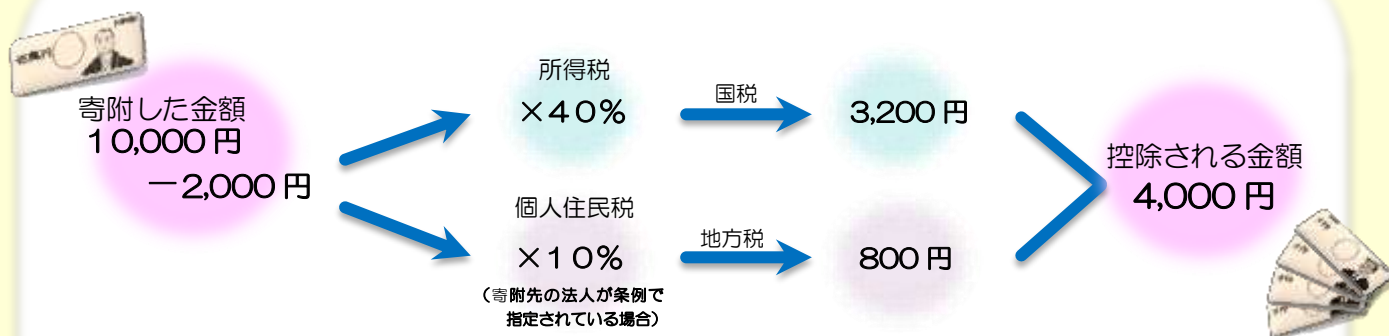 寄附した金額
10,000円
－2,000円
所得税
×40%
国税
3,200円
個人住民税
×10%
（寄附先の法人が条例で
指定されている場合）
地方税
800円
控除される金額
4,000円